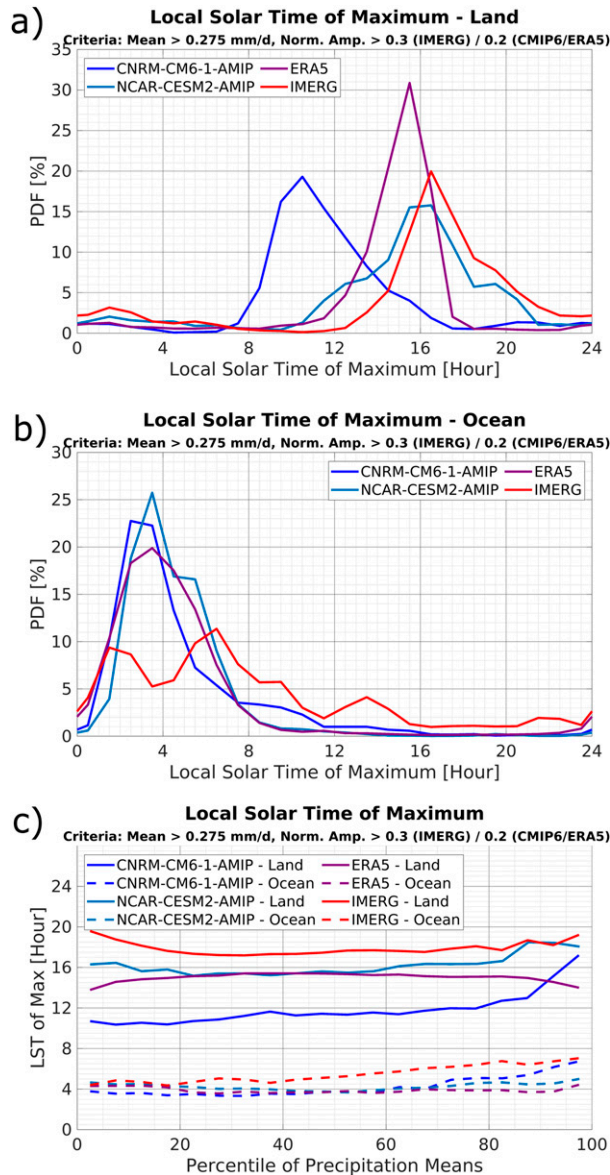 a)
Local Solar Time of Maximum - Land
Criteria: Mean > 0.275 mm/d, Norm. Amp. > 0.3 (IMERG) / 0.2 (CMIP6/ERA5)
CNRM-CM6-1-AMIP ERA5
NCAR-CESM2-AMIP IMERG
35
30
25
20
15
10
5
0
PDF [%]
0 4 8 12 16 20 24
Local Solar Time of Maximum [Hour]
b)
Local Solar Time of Maximum - Ocean
Criteria: Mean > 0.275 mm/d, Norm. Amp. > 0.3 (IMERG) / 0.2 (CMIP6/ERA5)
CNRM-CM6-1-AMIP ERA5
NCAR-CESM2-AMIP IMERG
30
25
20
15
10
5
0
PDF [%]
0 4 8 12 16 20 24
Local Solar Time of Maximum [Hour]
c)
Local Solar Time of Maximum
Criteria: Mean > 0.275 mm/d, Norm. Amp. > 0.3 (IMERG) / 0.2 (CMIP6/ERA5)
CNRM-CM6-1-AMIP - Land ERA5 - Land
CNRM-CM6-1-AMIP - Ocean ERA5 - Ocean
NCAR-CESM2-AMIP - Land IMERG - Land
NCAR-CESM2-AMIP - Ocean IMERG - Ocean
24
20
16
12
8
4
0
LST of Max [Hour]
0 20 40 60 80 100
Percentile of Precipitation Means